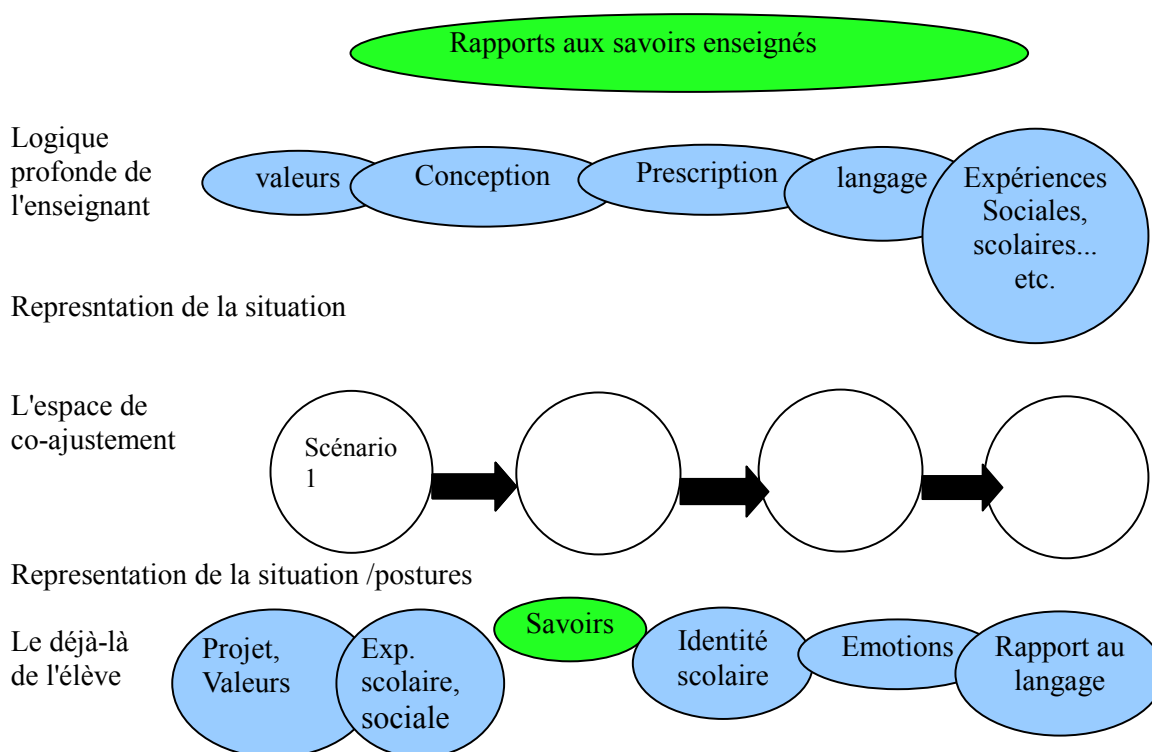 Rapports aux savoirs enseignés
Logique
profonde de
l'enseignant
valeurs
Conception
Prescription
langage
Expériences
Sociales,
scolaires...
etc.
Represntation de la situation
L'espace de
co-ajustement
Scénario
1
Representation de la situation /postures
Le déjà-là
de l'élève
Projet,
Valeurs
Exp.
scolaire,
sociale
Savoirs
Identité
scolaire
Emotions
Rapport au
langage